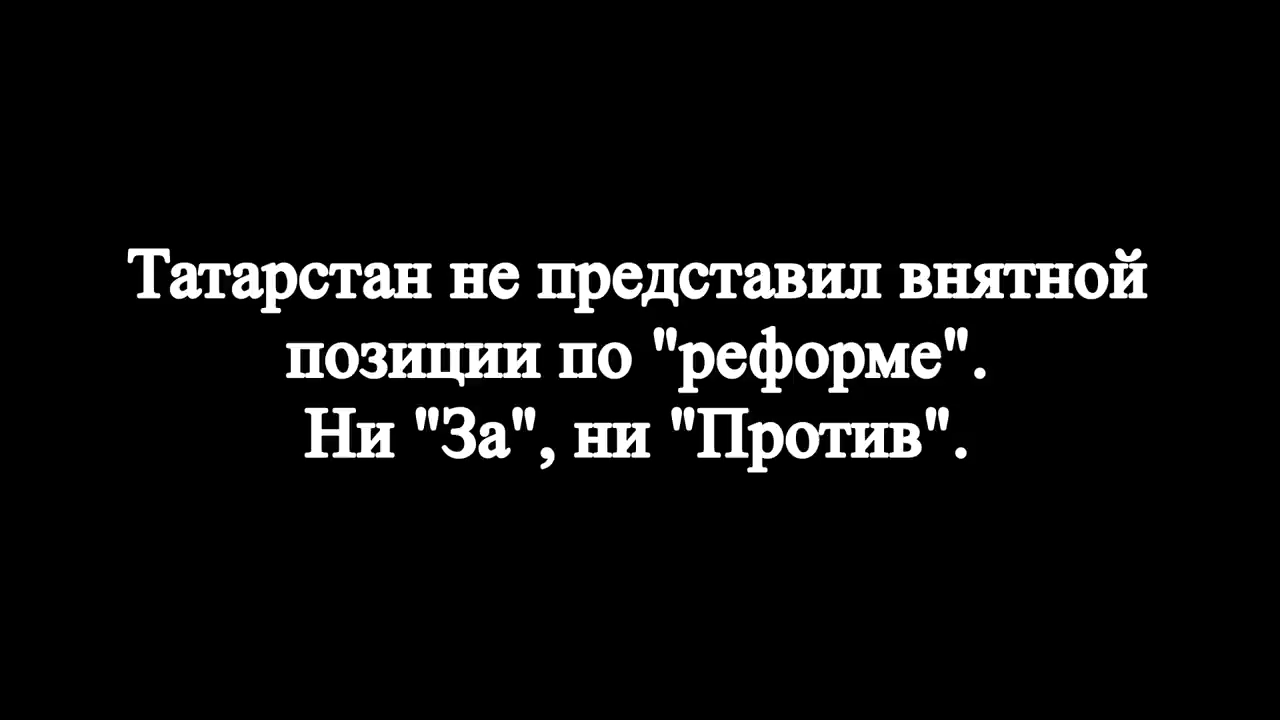 Татарстан не представил внятной
позиции по "реформе".
Ни "За", ни "Против".